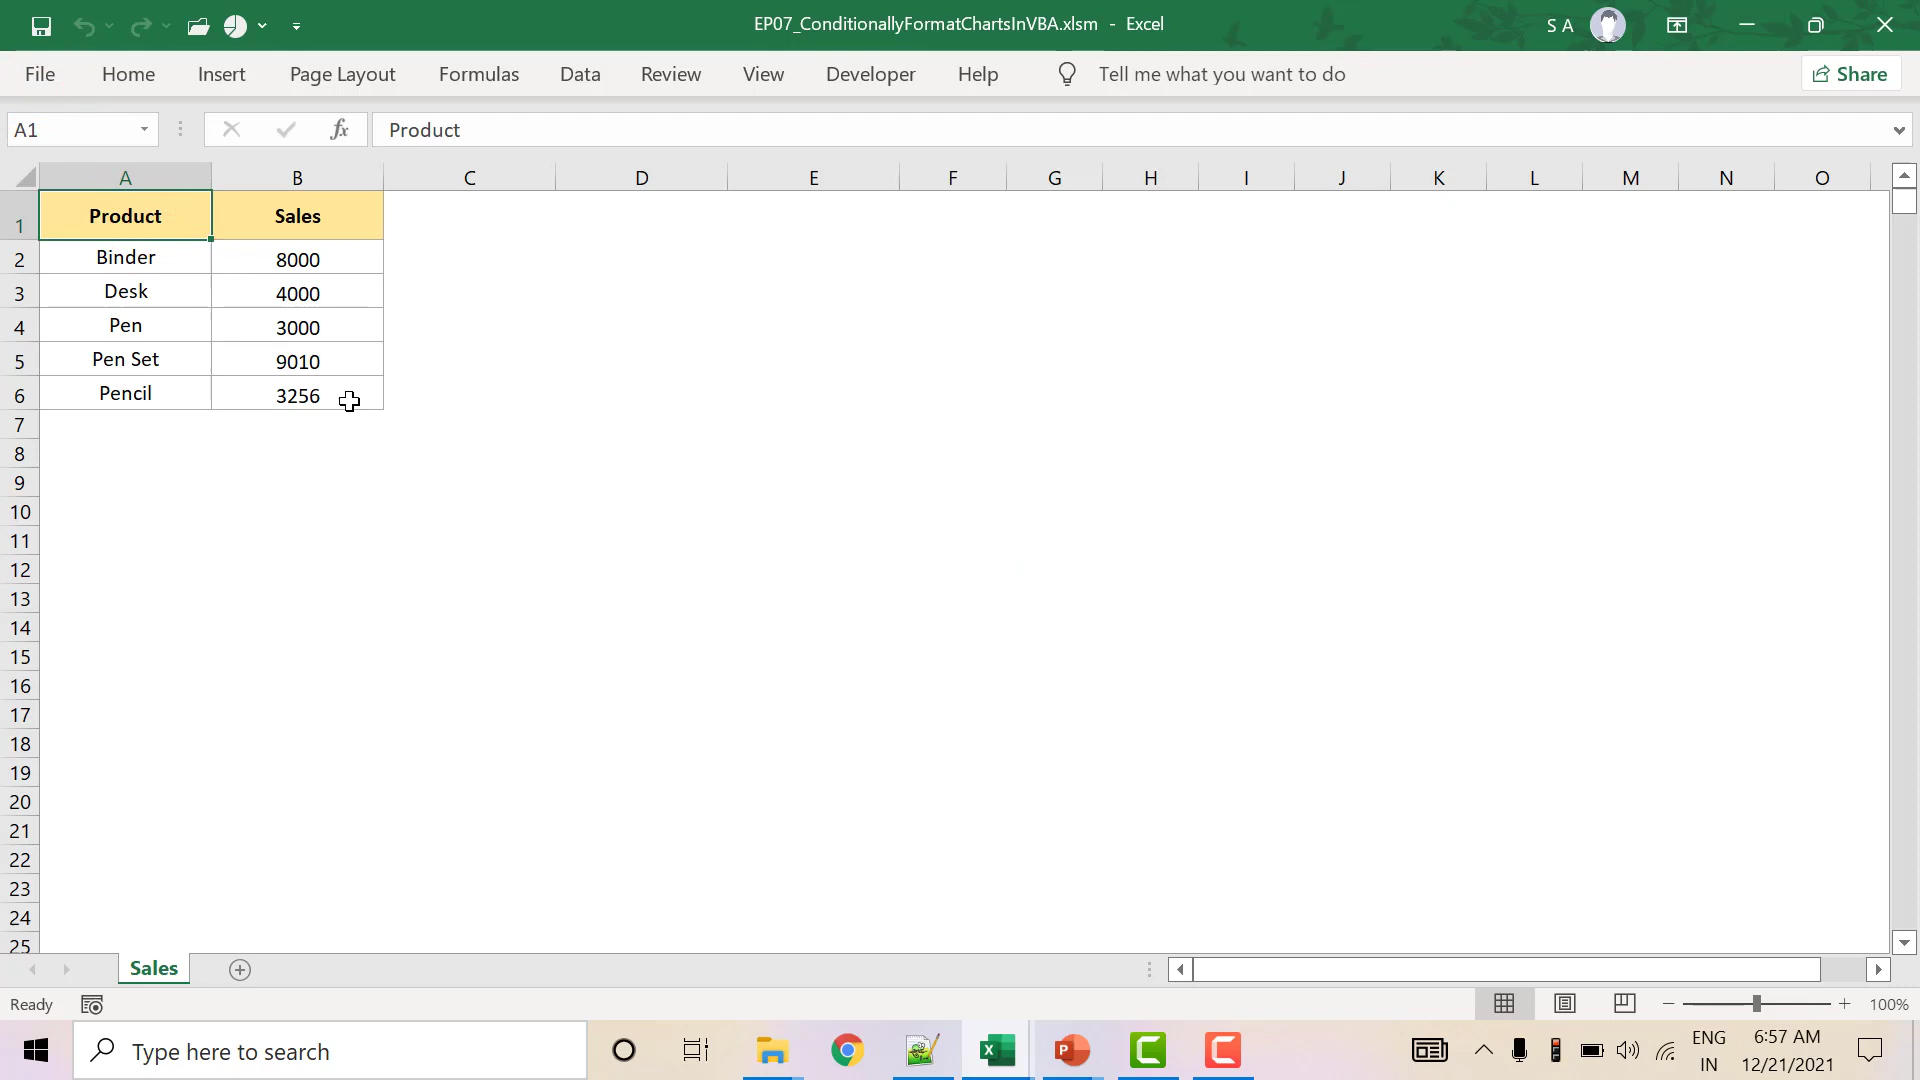 EP07_ConditionallyFormatChartsInVBA.xlsm - Excel
S A
File Home Insert Page Layout Formulas Data Review View Developer Help Tell me what you want to do Share
A1 fx Product
A B C D E F G H I J K L M N O
1 Product Sales
2 Binder 8000
3 Desk 4000
4 Pen 3000
5 Pen Set 9010
6 Pencil 3256
7
8
9
10
11
12
13
14
15
16
17
18
19
20
21
22
23
24
25
Sales
Ready 100%
Type here to search
ENG 6:57 AM
IN 12/21/2021